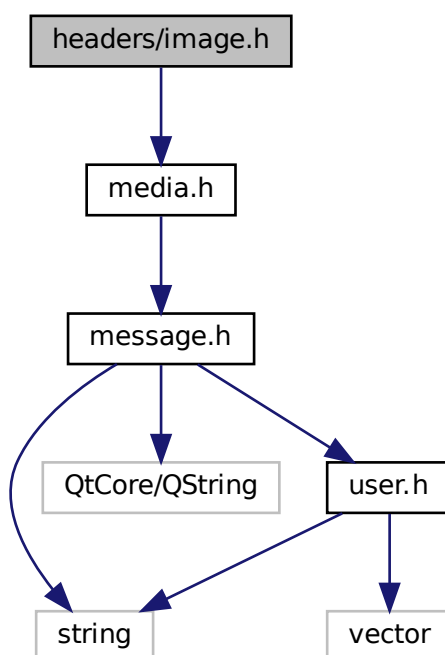 headers/image.h
media.h
message.h
QtCore/QString
user.h
string
vector